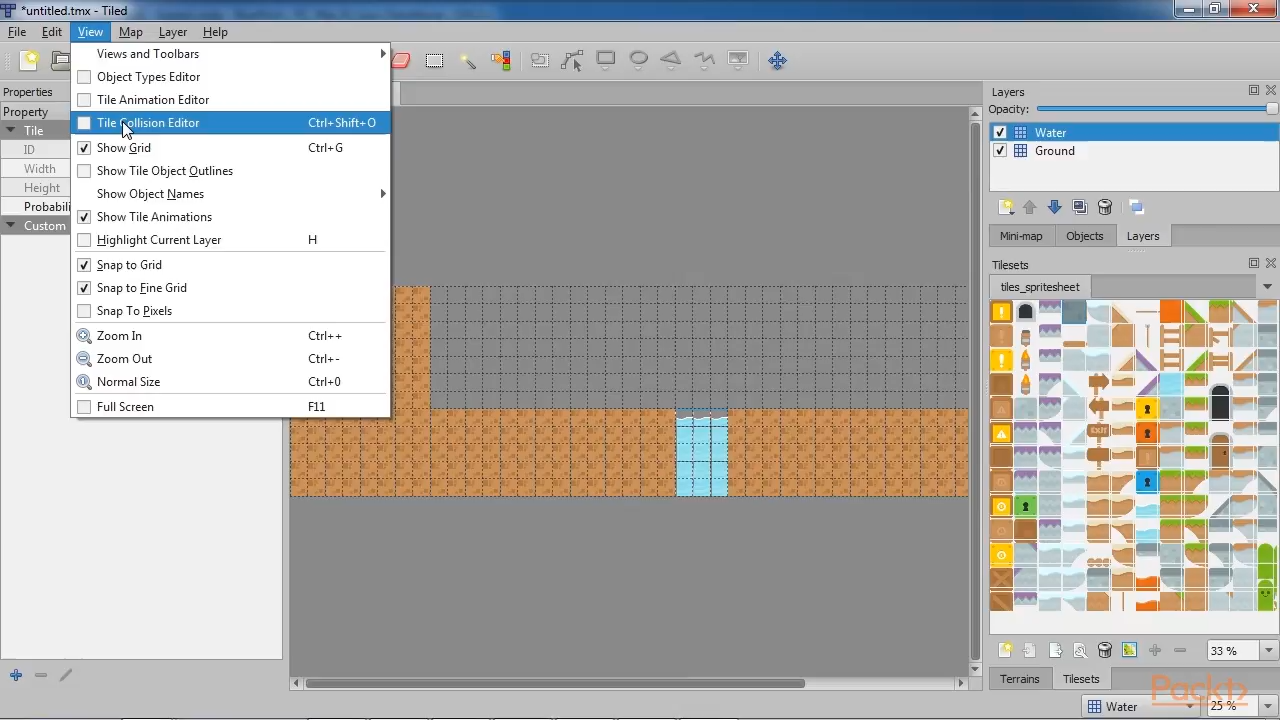 *untitled.tmx - Tiled
File Edit View Map Layer Help
Views and Toolbars
Object Types Editor
Tile Animation Editor
Tile Collision Editor Ctrl+Shift+O
Show Grid Ctrl+G
Show Tile Object Outlines
Show Object Names
Show Tile Animations
Highlight Current Layer H
Snap to Grid
Snap to Fine Grid
Snap To Pixels
Zoom In Ctrl++
Zoom Out Ctrl+-
Normal Size Ctrl+0
Full Screen F11
Properties
Property
Tile
ID
Width
Height
Probabili
Custom
Layers
Opacity:
Water
Ground
Mini-map Objects Layers
Tilesets
tiles_spritesheet
EXIT
33 %
Terrains Tilesets
Packt
Water 25 %